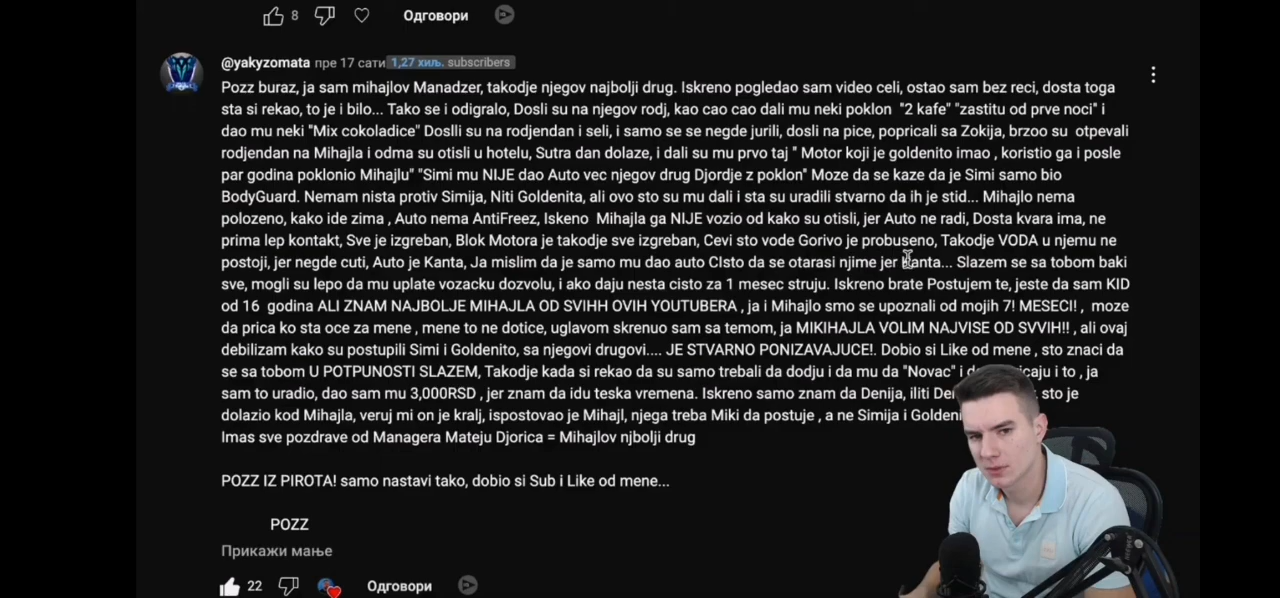 8 Одговори
@yakyzomata пре 17 сати 1,27 хиљ. subscribers
Pozz buraz, ja sam mihajlov Manadzer, takodje njegov najbolji drug. Iskreno pogledao sam video celi, ostao sam bez reci, dosta toga
sta si rekao, to je i bilo... Tako se i odigralo, Dosli su na njegov rodj, kao cao cao dali mu neki poklon "2 kafe" "zastitu od prve noci" i
dao mu neki "Mix cokoladice" Doslli su na rodjendan i seli, i samo se se negde jurili, dosli na pice, popricali sa Zokija, brzoo su otpevali
rodjendan na Mihajla i odma su otisli u hotelu, Sutra dan dolaze, i dali su mu prvo taj " Motor koji je goldenito imao , koristio ga i posle
par godina poklonio Mihajlu" "Simi mu NIJE dao Auto vec njegov drug Djordje z poklon" Moze da se kaze da je Simi samo bio
BodyGuard. Nemam nista protiv Simija, Niti Goldenita, ali ovo sto su mu dali i sta su uradili stvarno da ih je stid... Mihajlo nema
polozeno, kako ide zima , Auto nema AntiFreez, Iskeno Mihajla ga NIJE vozio od kako su otisli, jer Auto ne radi, Dosta kvara ima, ne
prima lep kontakt, Sve je izgreban, Blok Motora je takodje sve izgreban, Cevi sto vode Gorivo je probuseno, Takodje VODA u njemu ne
postoji, jer negde cuti, Auto je Kanta, Ja mislim da je samo mu dao auto CIsto da se otarasi njime jer kanta... Slazem se sa tobom baki
sve, mogli su lepo da mu uplate vozacku dozvolu, i ako daju nesta cisto za 1 mesec struju. Iskreno brate Postujem te, jeste da sam KID
od 16 godina ALI ZNAM NAJBOLJE MIHAJLA OD SVIHH OVIH YOUTUBERA , ja i Mihajlo smo se upoznali od mojih 7! MESECI! , moze
da prica ko sta oce za mene , mene to ne dotice, uglavom skrenuo sam sa temom, ja MIKIHAJLA VOLIM NAJVISE OD SVVIH!! , ali ovaj
debilizam kako su postupili Simi i Goldenito, sa njegovi drugovi.... JE STVARNO PONIZAVAJUCE!. Dobio si Like od mene , sto znaci da
se sa tobom U POTPUNOSTI SLAZEM, Takodje kada si rekao da su samo trebali da dodju i da mu da "Novac" i icaju i to , ja
sam to uradio, dao sam mu 3,000RSD , jer znam da idu teska vremena. Iskreno samo znam da Denija, iliti sto je
dolazio kod Mihajla, veruj mi on je kralj, ispostovao je Mihajl, njega treba Miki da postuje , a ne Simija i
Imas sve pozdrave od Managera Mateju Djorica = Mihajlov njbolji drug
POZZ IZ PIROTA! samo nastavi tako, dobio si Sub i Like od mene...
POZZ
Прикажи мање
22 Одговори